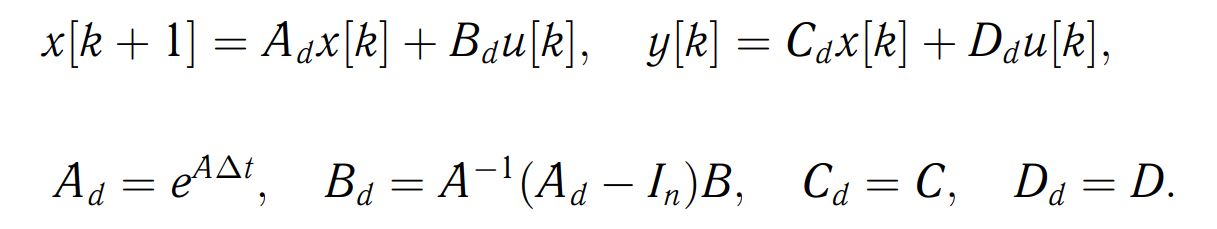 x[k + 1] = A_d x[k] + B_d u[k], y[k] = C_d x[k] + D_d u[k],
A_d = e^{AΔt}, B_d = A^{−1}(A_d − I_n)B, C_d = C, D_d = D.